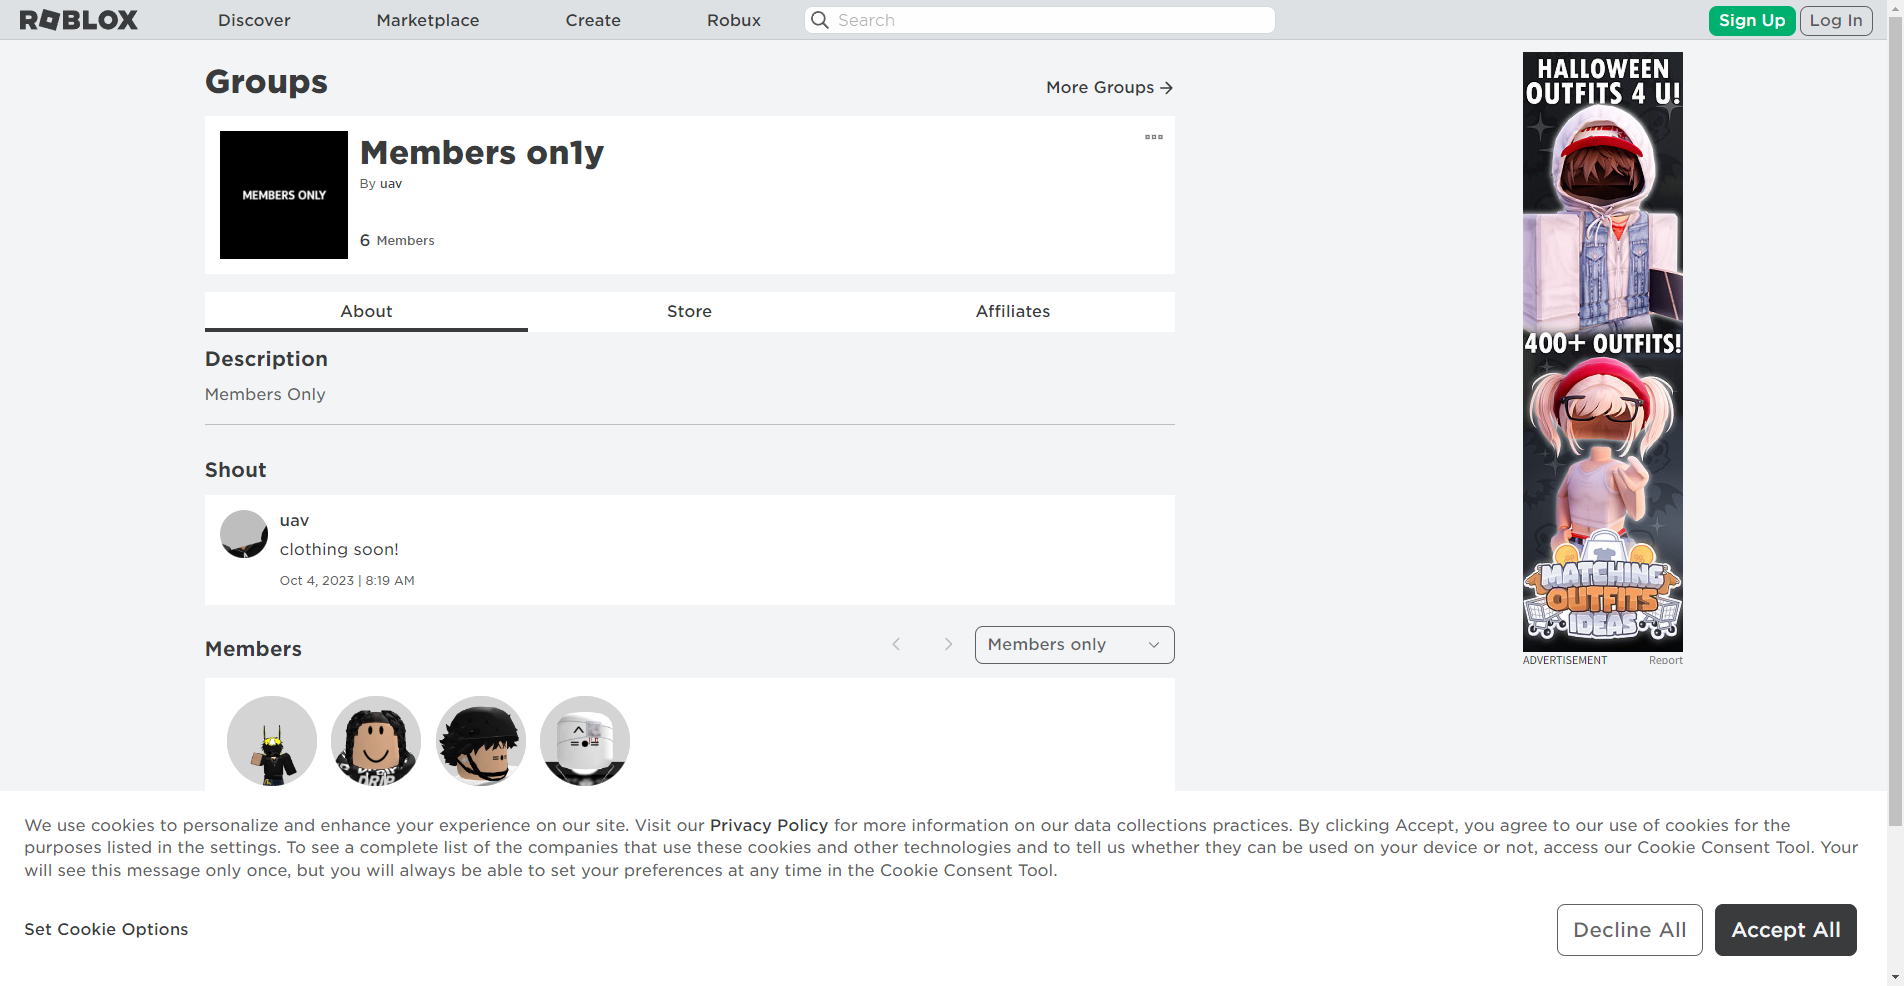 ROBLOX
Discover
Marketplace
Create
Robux
Search
Sign Up
Log In
Groups
More Groups
MEMBERS ONLY
Members on1y
By uav
6 Members
About
Store
Affiliates
Description
Members Only
Shout
uav
clothing soon!
Oct 4, 2023 | 8:19 AM
Members
Members only
HALLOWEEN
OUTFITS 4 U!
400+ OUTFITS!
MATCHING
OUTFITS
IDEAS
ADVERTISEMENT
Report
We use cookies to personalize and enhance your experience on our site. Visit our Privacy Policy for more information on our data collections practices. By clicking Accept, you agree to our use of cookies for the
purposes listed in the settings. To see a complete list of the companies that use these cookies and other technologies and to tell us whether they can be used on your device or not, access our Cookie Consent Tool. Your
will see this message only once, but you will always be able to set your preferences at any time in the Cookie Consent Tool.
Set Cookie Options
Decline All
Accept All